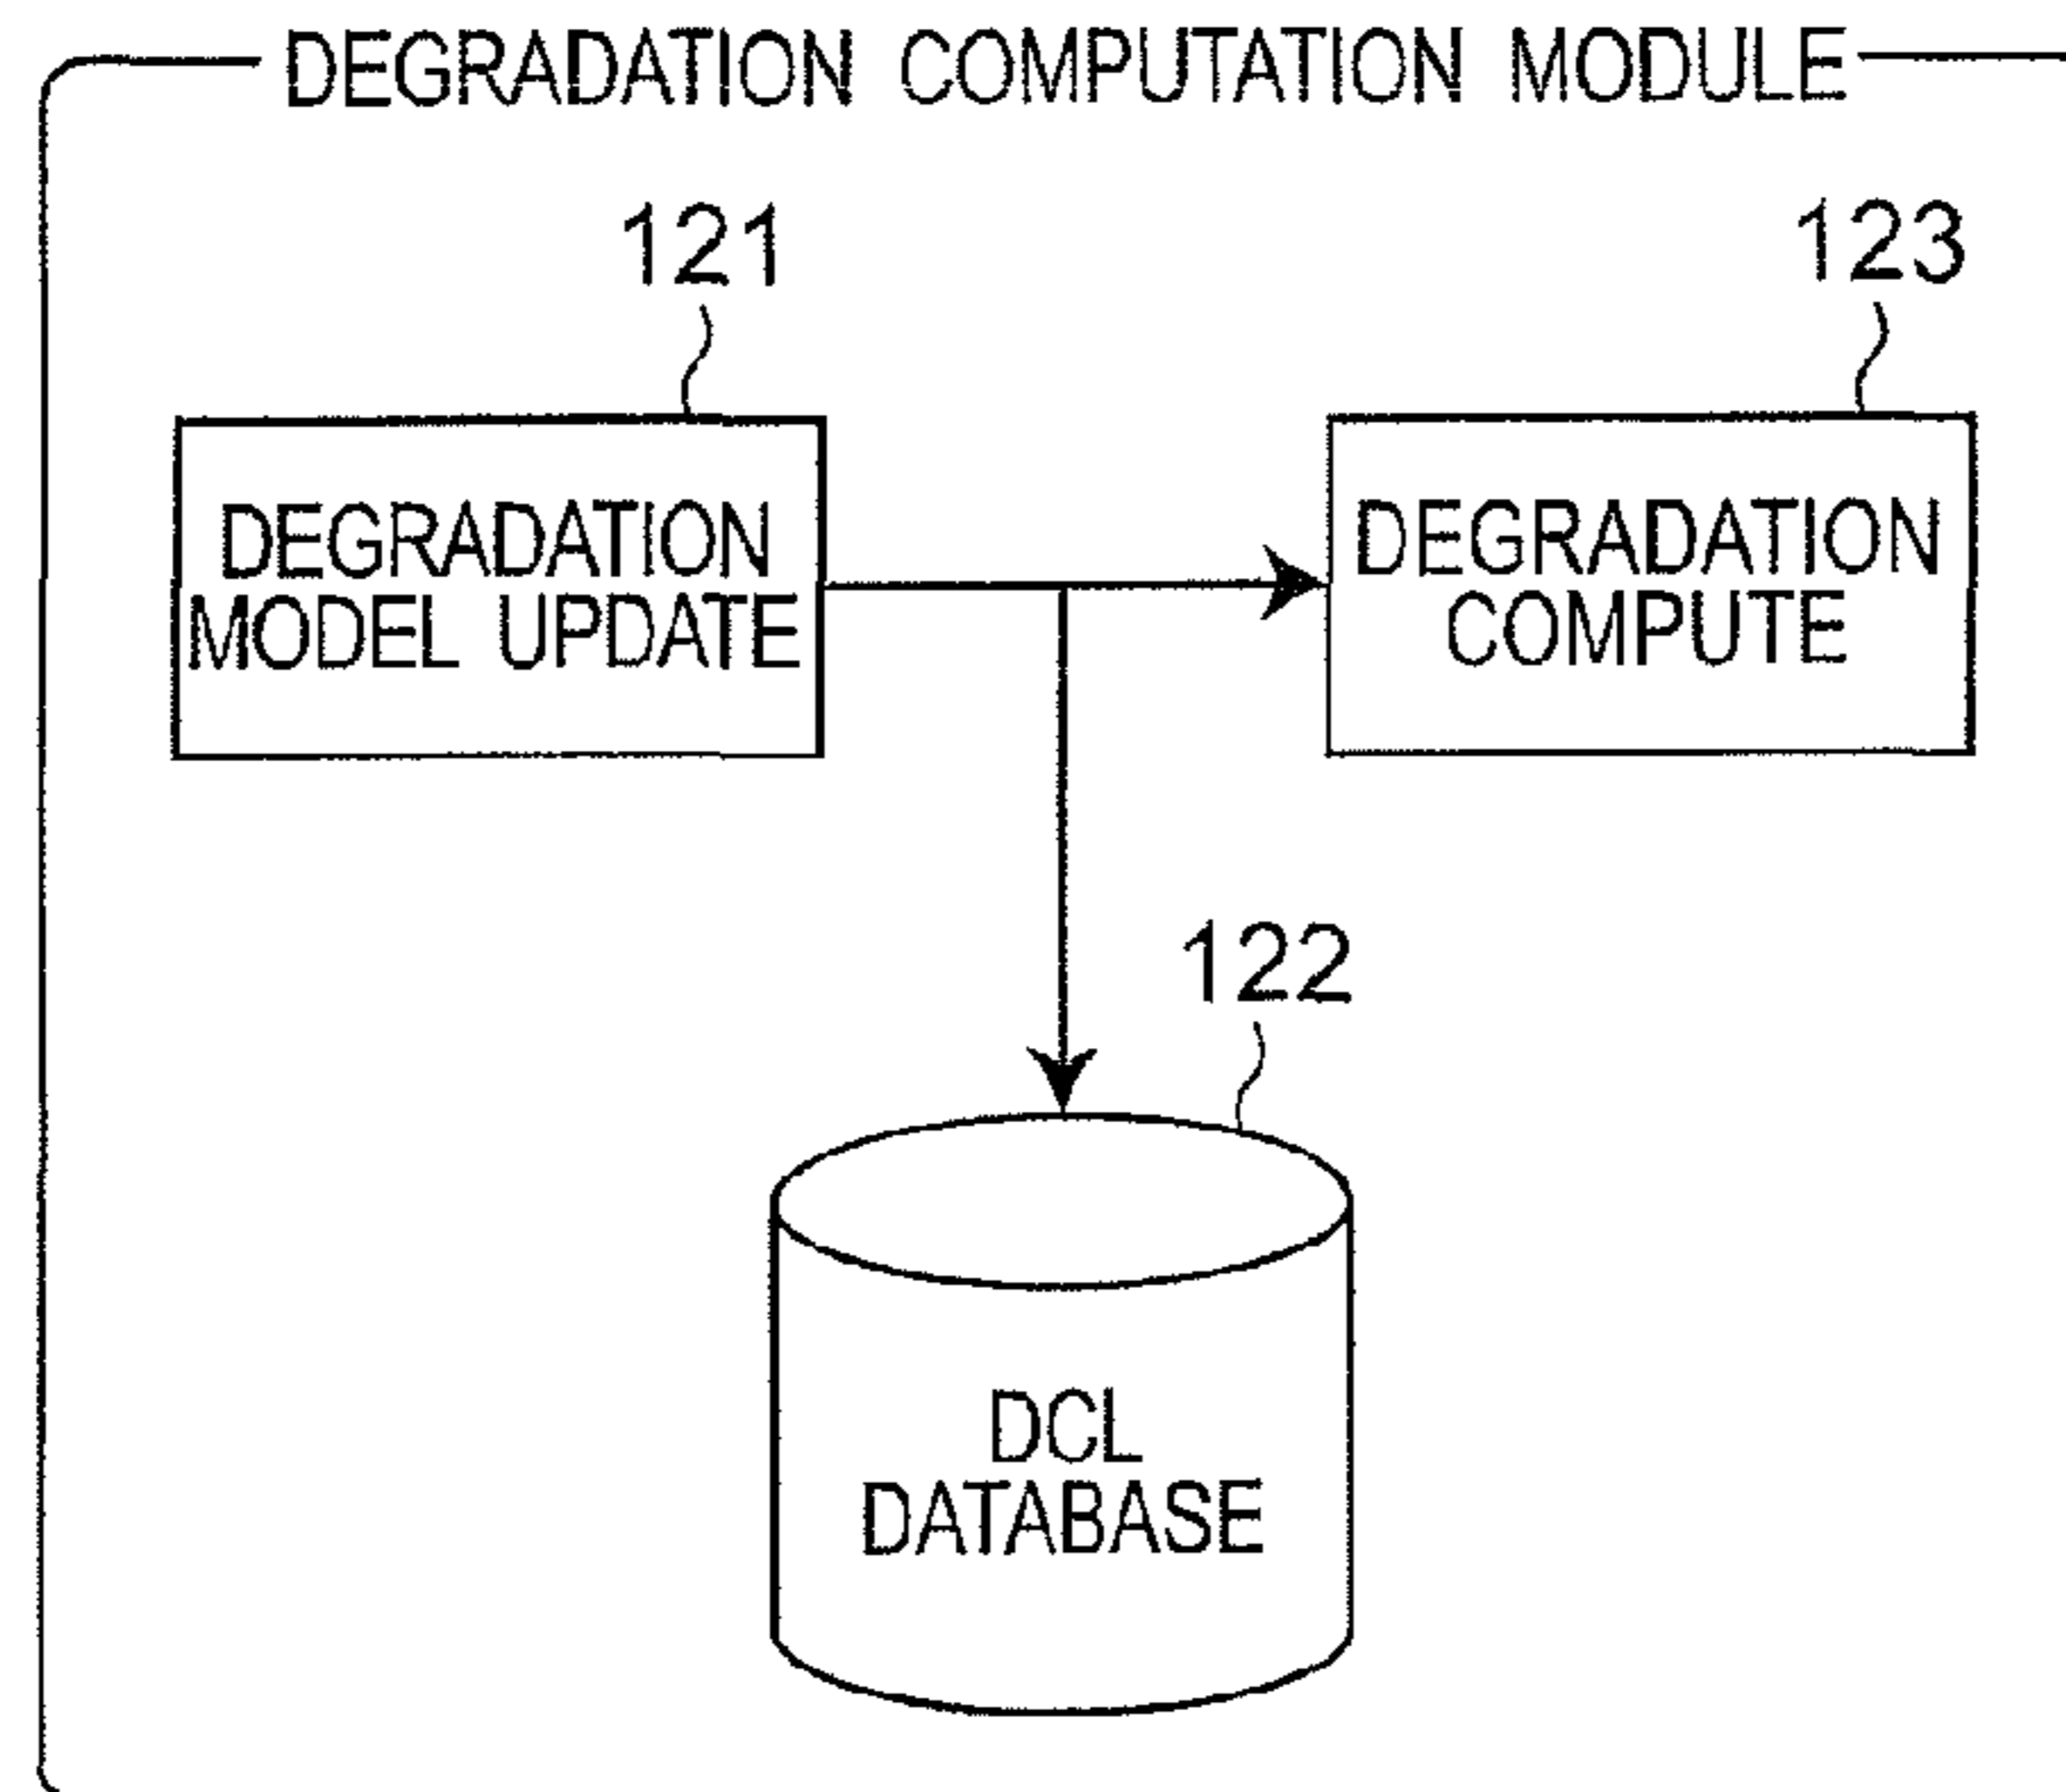 DEGRADATION COMPUTATION MODULE
121
123
DEGRADATION
MODEL UPDATE
DEGRADATION
COMPUTE
122
DCL
DATABASE